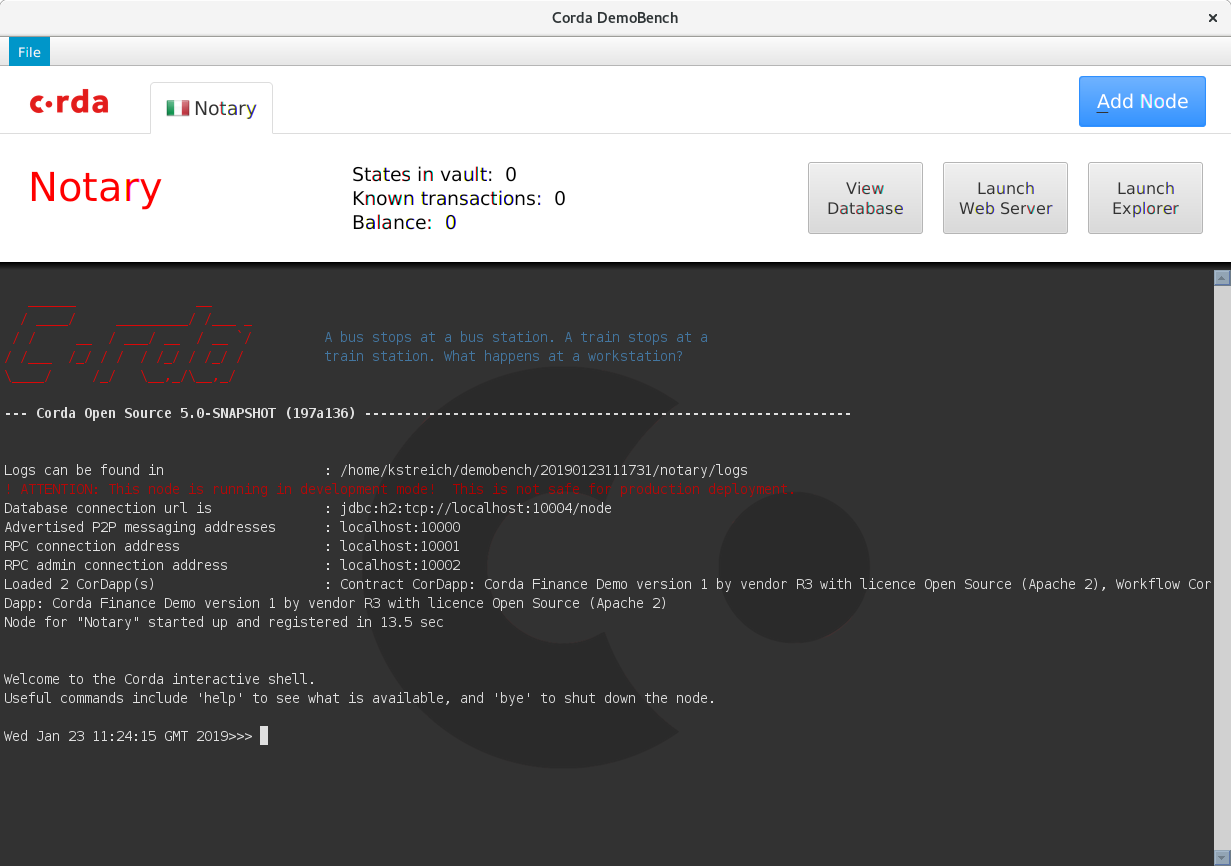 Corda DemoBench
File
c·rda
Notary
Add Node
Notary
States in vault: 0
Known transactions: 0
Balance: 0
View Database
Launch Web Server
Launch Explorer
Corda
A bus stops at a bus station. A train stops at a
train station. What happens at a workstation?
--- Corda Open Source 5.0-SNAPSHOT (197a136) -------------------------------------------------------------
Logs can be found in : /home/kstreich/demobench/20190123111731/notary/logs
! ATTENTION: This node is running in development mode! This is not safe for production deployment.
Database connection url is : jdbc:h2:tcp://localhost:10004/node
Advertised P2P messaging addresses : localhost:10000
RPC connection address : localhost:10001
RPC admin connection address : localhost:10002
Loaded 2 CorDapp(s) : Contract CorDapp: Corda Finance Demo version 1 by vendor R3 with licence Open Source (Apache 2), Workflow Cor
Dapp: Corda Finance Demo version 1 by vendor R3 with licence Open Source (Apache 2)
Node for "Notary" started up and registered in 13.5 sec
Welcome to the Corda interactive shell.
Useful commands include 'help' to see what is available, and 'bye' to shut down the node.
Wed Jan 23 11:24:15 GMT 2019>>>